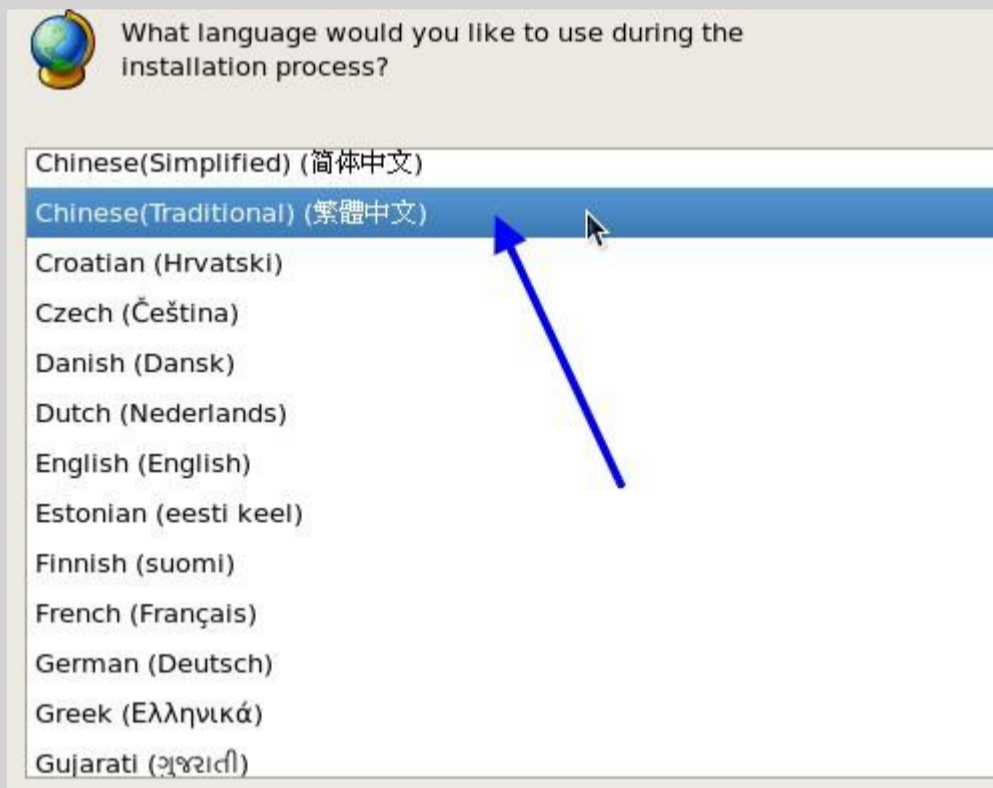 What language would you like to use during the
installation process?
Chinese(Simplified) (简体中文)
Chinese(Traditional) (繁體中文)
Croatian (Hrvatski)
Czech (Čeština)
Danish (Dansk)
Dutch (Nederlands)
English (English)
Estonian (eesti keel)
Finnish (suomi)
French (Français)
German (Deutsch)
Greek (Ελληνικά)
Gujarati (ગુજરાતી)